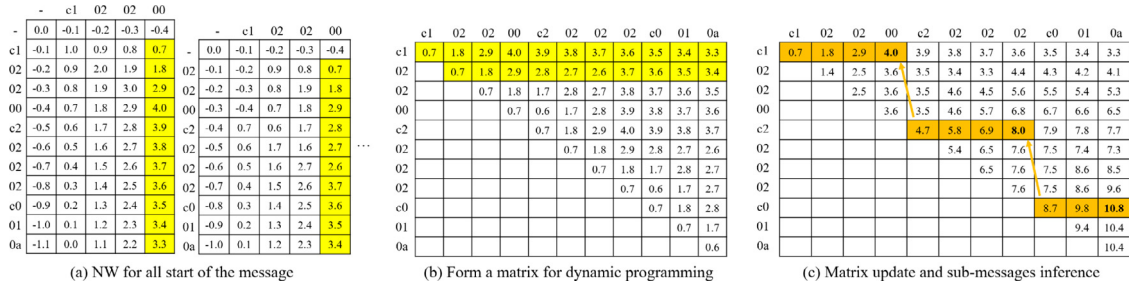 - c1 02 02 00
- 0.0 -0.1 -0.2 -0.3 -0.4
c1 -0.1 1.0 0.9 0.8 0.7
02 -0.2 0.9 2.0 1.9 1.8
02 -0.3 0.8 1.9 3.0 2.9
00 -0.4 0.7 1.8 2.9 4.0
c2 -0.5 0.6 1.7 2.8 3.9
02 -0.6 0.5 1.6 2.7 3.8
02 -0.7 0.4 1.5 2.6 3.7
02 -0.8 0.3 1.4 2.5 3.6
c0 -0.9 0.2 1.3 2.4 3.5
01 -1.0 0.1 1.2 2.3 3.4
0a -1.1 0.0 1.1 2.2 3.3
- c1 02 02 00
- 0.0 -0.1 -0.2 -0.3 -0.4
02 -0.1 -0.2 0.9 0.8 0.7
02 -0.2 -0.3 0.8 1.9 1.8
00 -0.3 -0.4 0.7 1.8 2.9
c2 -0.4 0.7 0.6 1.7 2.8
02 -0.5 0.6 1.7 1.6 2.7
02 -0.6 0.5 1.6 2.7 2.6
02 -0.7 0.4 1.5 2.6 3.7
c0 -0.8 0.3 1.4 2.5 3.6
01 -0.9 0.2 1.3 2.4 3.5
0a -1.0 0.1 1.2 2.3 3.4
...
(a) NW for all start of the message
c1 02 02 00 c2 02 02 02 c0 01 0a
c1 0.7 1.8 2.9 4.0 3.9 3.8 3.7 3.6 3.5 3.4 3.3
02 0.7 1.8 2.9 2.8 2.7 2.6 3.7 3.6 3.5 3.4
02 0.7 1.8 1.7 2.8 2.7 3.8 3.7 3.6 3.5
00 0.7 0.6 1.7 2.8 3.9 3.8 3.7 3.6
c2 0.7 1.8 2.9 4.0 3.9 3.8 3.7
02 0.7 1.8 2.9 2.8 2.7 2.6
02 0.7 1.8 1.7 2.8 2.7
02 0.7 0.6 1.7 2.7
c0 0.7 1.8 2.8
01 0.7 1.7
0a 0.6
(b) Form a matrix for dynamic programming
c1 02 02 00 c2 02 02 02 c0 01 0a
c1 0.7 1.8 2.9 4.0 3.9 3.8 3.7 3.6 3.5 3.4 3.3
02 1.4 2.5 3.6 3.5 3.4 3.3 4.4 4.3 4.2 4.1
02 2.5 3.6 3.5 4.6 4.5 5.6 5.5 5.4 5.3
00 3.6 3.5 4.6 5.7 6.8 6.7 6.6 6.5
c2 4.7 5.8 6.9 8.0 7.9 7.8 7.7
02 5.4 6.5 7.6 7.5 7.4 7.3
02 6.5 7.6 7.5 8.6 8.5
02 7.6 7.5 8.6 9.6
c0 8.7 9.8 10.8
01 9.4 10.4
0a 10.4
(c) Matrix update and sub-messages inference